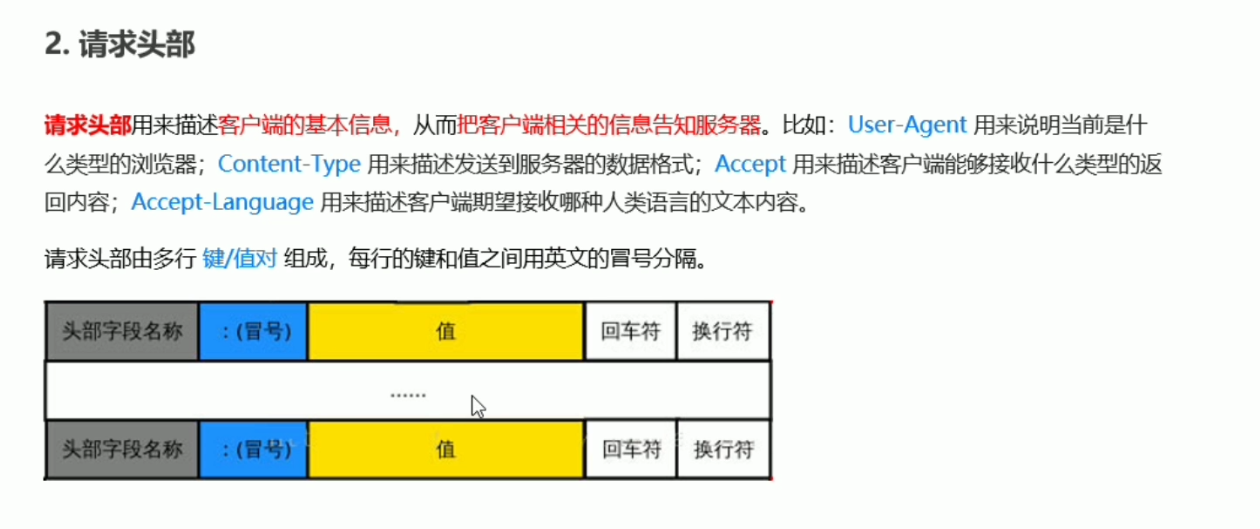 2. 请求头部
请求头部用来描述客户端的基本信息，从而把客户端相关的信息告知服务器。比如：User-Agent 用来说明当前是什
么类型的浏览器；Content-Type 用来描述发送到服务器的数据格式；Accept 用来描述客户端能够接收什么类型的返
回内容；Accept-Language 用来描述客户端期望接收哪种人类语言的文本内容。
请求头部由多行 键/值对 组成，每行的键和值之间用英文的冒号分隔。
头部字段名称 ：(冒号) 值 回车符 换行符
······
头部字段名称 ：(冒号) 值 回车符 换行符